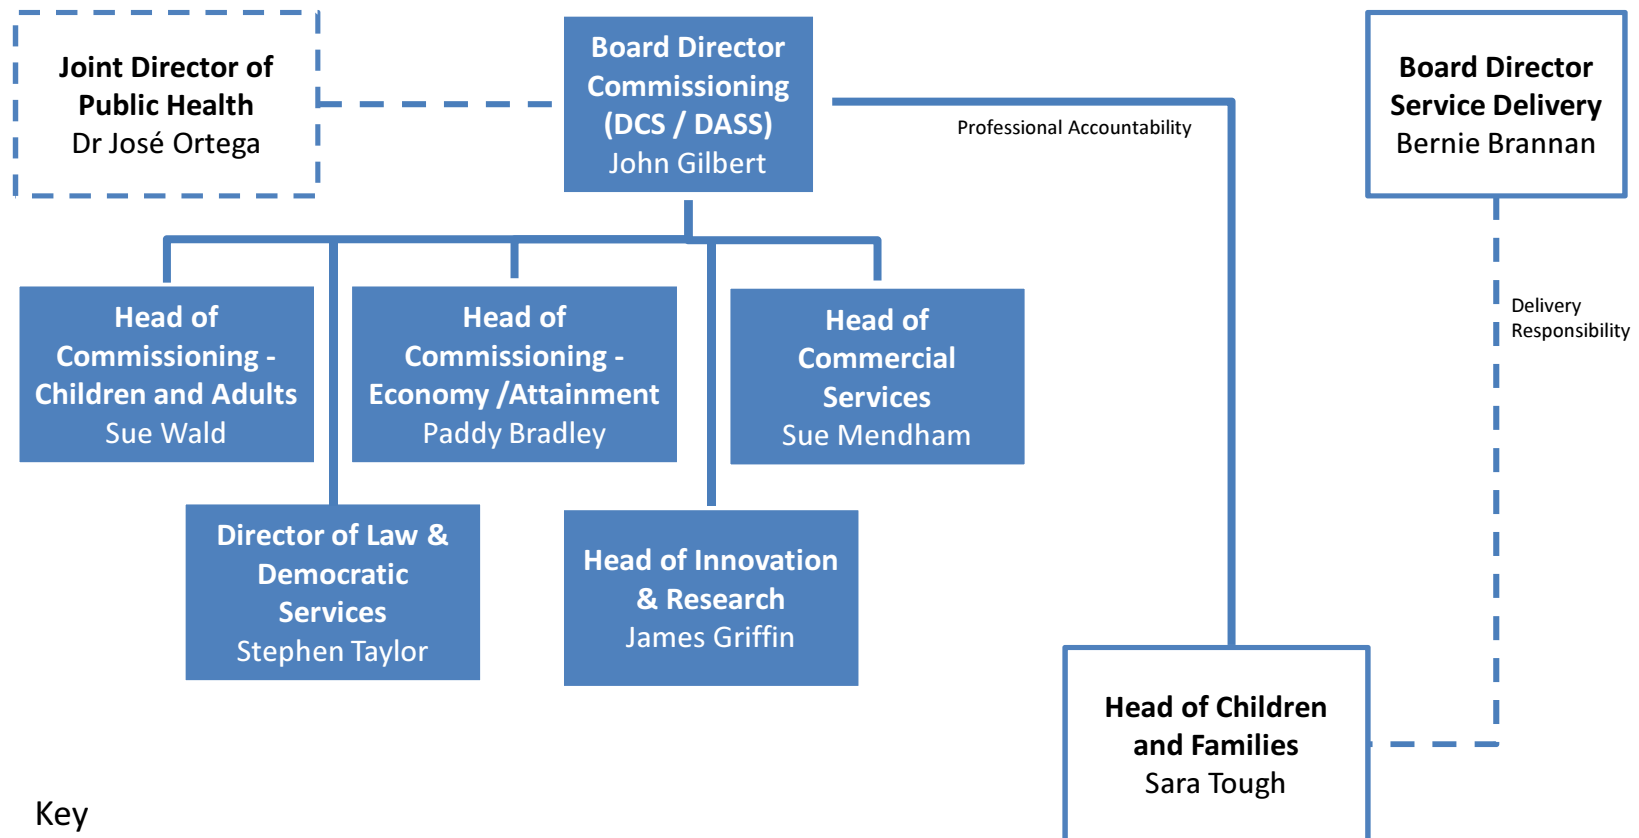 Joint Director of
Public Health
Dr José Ortega
Board Director
Commissioning
(DCS / DASS)
John Gilbert
Professional Accountability
Board Director
Service Delivery
Bernie Brannan
Delivery
Responsibility
Head of
Commissioning -
Children and Adults
Sue Wald
Head of
Commissioning -
Economy /Attainment
Paddy Bradley
Head of
Commercial
Services
Sue Mendham
Director of Law &
Democratic
Services
Stephen Taylor
Head of Innovation
& Research
James Griffin
Head of Children
and Families
Sara Tough
Key